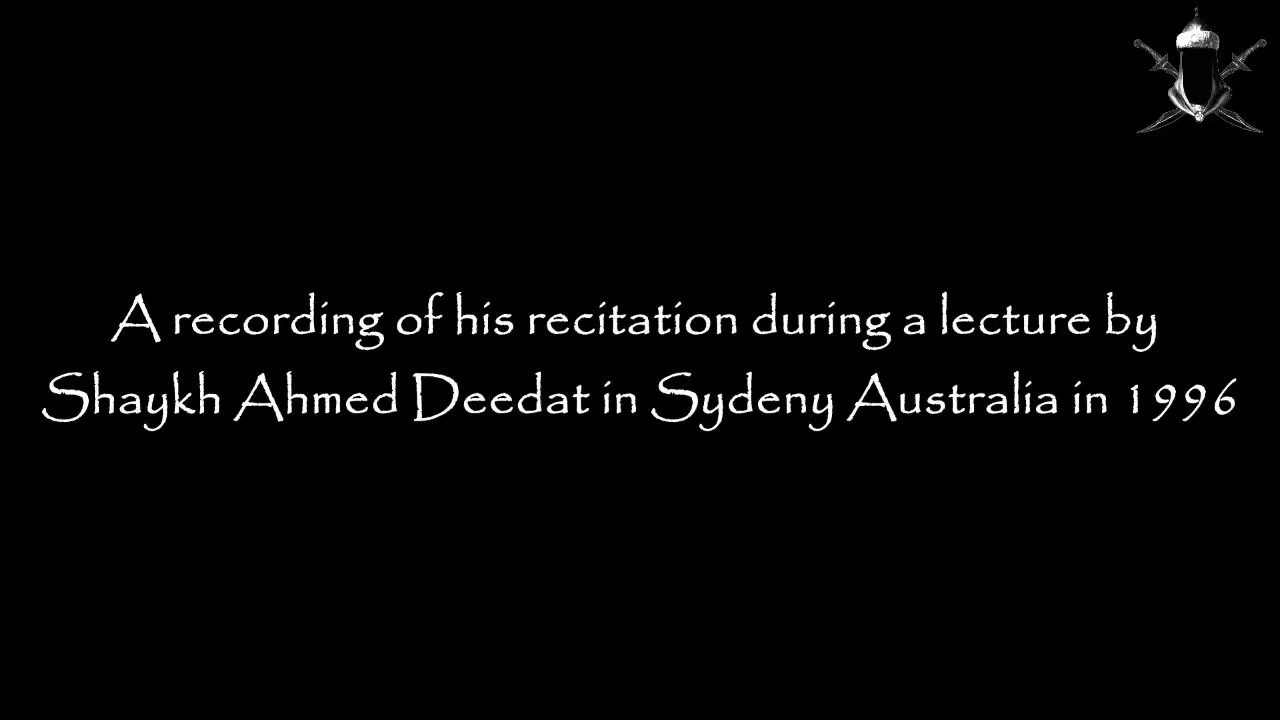 A recording of his recitation during a lecture by
Shaykh Ahmed Deedat in Sydeny Australia in 1996